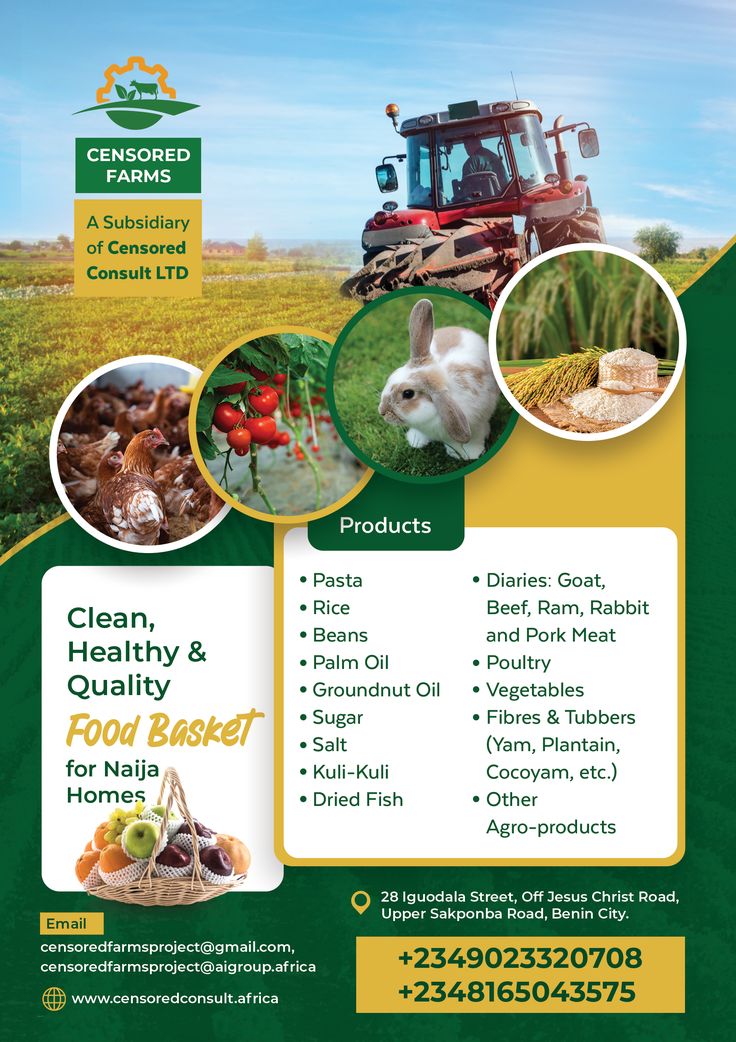 CENSORED
FARMS
A Subsidiary
of Censored
Consult LTD
Products
Clean,
Healthy &
Quality
Food Basket
for Naija
Homes
• Pasta
• Rice
• Beans
• Palm Oil
• Groundnut Oil
• Sugar
• Salt
• Kuli-Kuli
• Dried Fish
• Diaries: Goat,
Beef, Ram, Rabbit
and Pork Meat
• Poultry
• Vegetables
• Fibres & Tubbers
(Yam, Plantain,
Cocoyam, etc.)
• Other
Agro-products
Email
censoredfarmsproject@gmail.com,
censoredfarmsproject@aigroup.africa
www.censoredconsult.africa
28 Iguodala Street, Off Jesus Christ Road,
Upper Sakponba Road, Benin City.
+2349023320708
+2348165043575